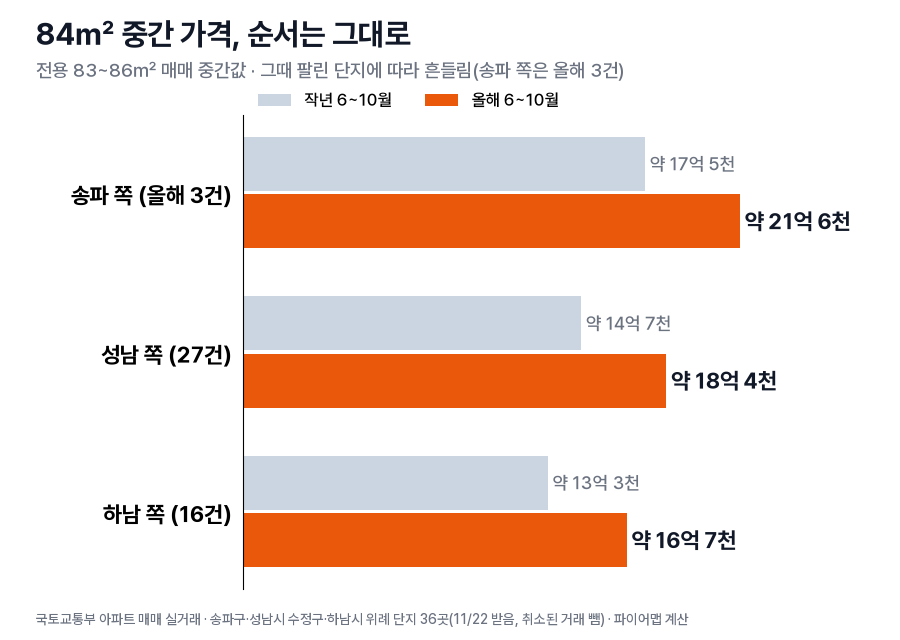 84m² 중간 가격, 순서는 그대로
전용 83~86m² 매매 중간값 · 그때 팔린 단지에 따라 흔들림(송파 쪽은 올해 3건)
작년 6~10월 올해 6~10월
송파 쪽 (올해 3건)
약 17억 5천
약 21억 6천
성남 쪽 (27건)
약 14억 7천
약 18억 4천
하남 쪽 (16건)
약 13억 3천
약 16억 7천
국토교통부 아파트 매매 실거래 · 송파구·성남시 수정구·하남시 위례 단지 36곳(11/22 받음, 취소된 거래 뺌) · 파이어맵 계산